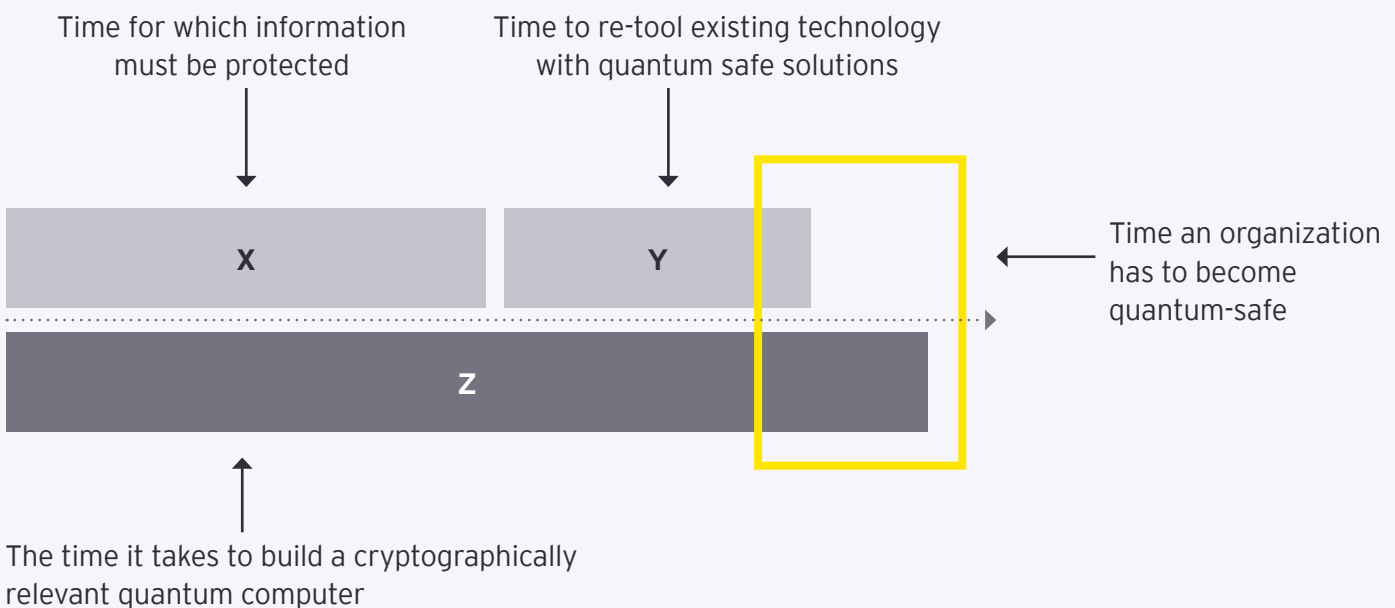 Time for which information
must be protected
Time to re-tool existing technology
with quantum safe solutions
X
Y
Time an organization
has to become
quantum-safe
Z
The time it takes to build a cryptographically
relevant quantum computer